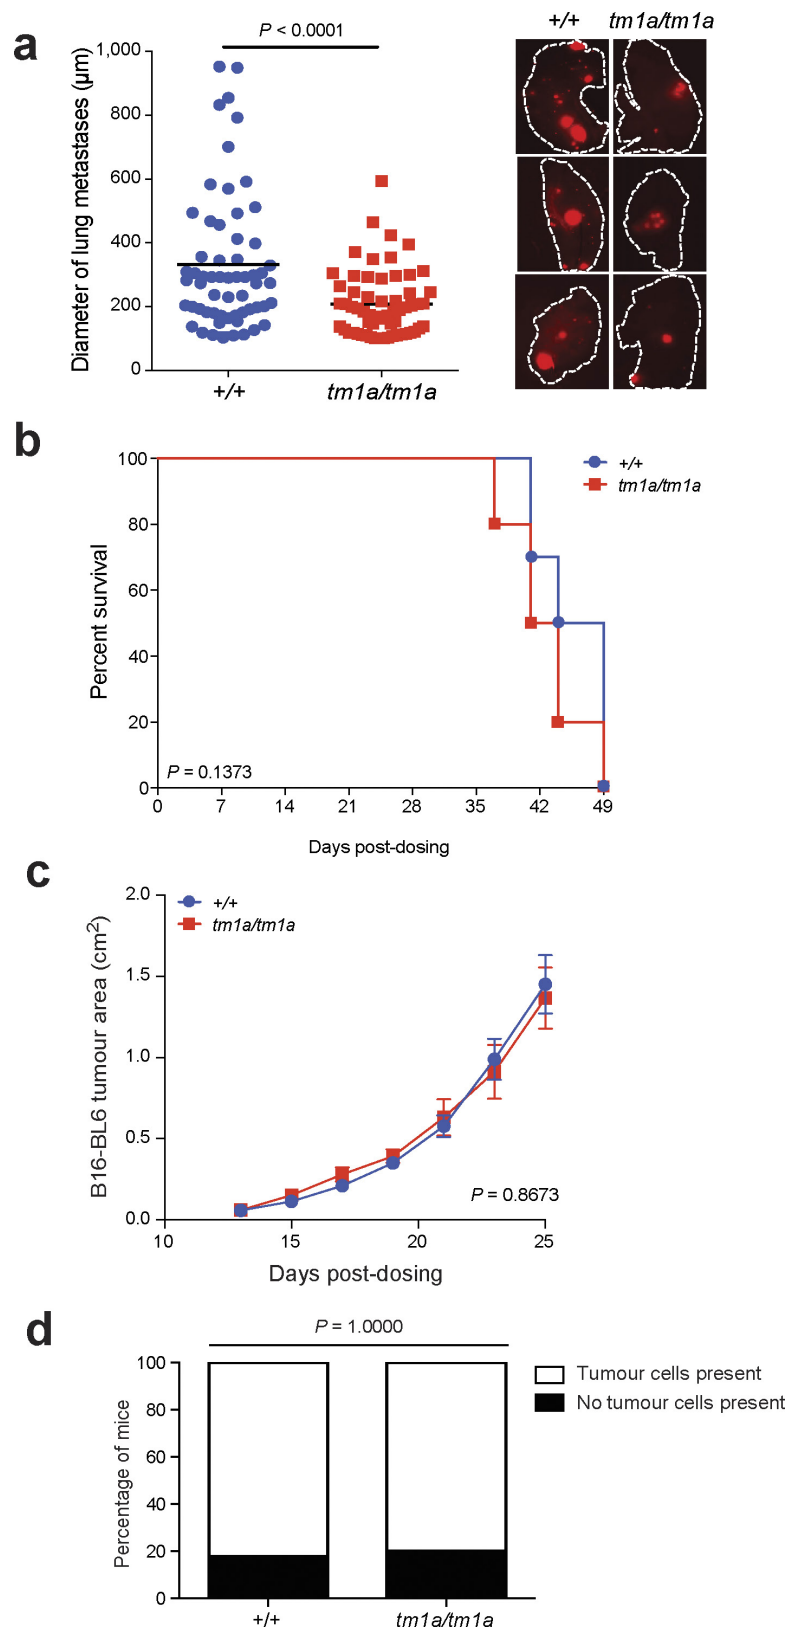 a
P < 0.0001
+/+ tm1a/tm1a
Diameter of lung metastases (µm)
1,000
800
600
400
200
0
+/+ tm1a/tm1a
b
Percent survival
100
80
60
40
20
0
+/+
tm1a/tm1a
P = 0.1373
0 7 14 21 28 35 42 49
Days post-dosing
c
B16-BL6 tumour area (cm2)
2.0
1.5
1.0
0.5
0.0
+/+
tm1a/tm1a
P = 0.8673
10 15 20 25
Days post-dosing
d
P = 1.0000
Percentage of mice
100
80
60
40
20
0
Tumour cells present
No tumour cells present
+/+ tm1a/tm1a